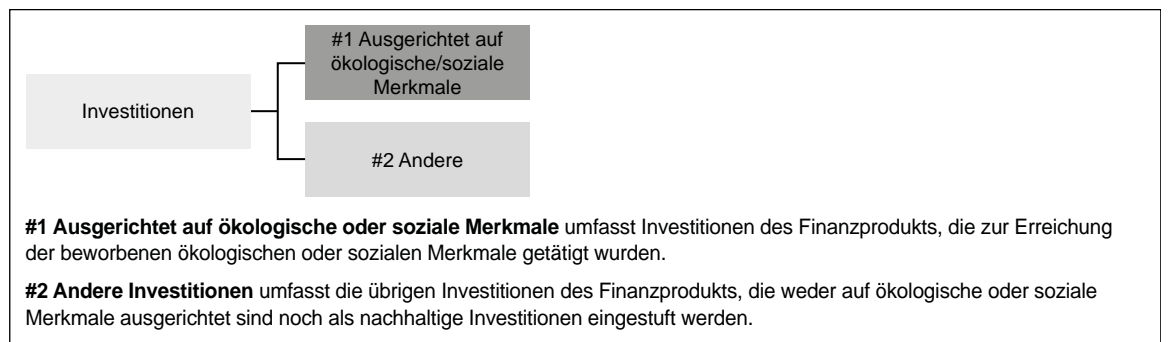 #1 Ausgerichtet auf
ökologische/soziale
Merkmale
Investitionen
#2 Andere
#1 Ausgerichtet auf ökologische oder soziale Merkmale umfasst Investitionen des Finanzprodukts, die zur Erreichung
der beworbenen ökologischen oder sozialen Merkmale getätigt wurden.
#2 Andere Investitionen umfasst die übrigen Investitionen des Finanzprodukts, die weder auf ökologische oder soziale
Merkmale ausgerichtet sind noch als nachhaltige Investitionen eingestuft werden.